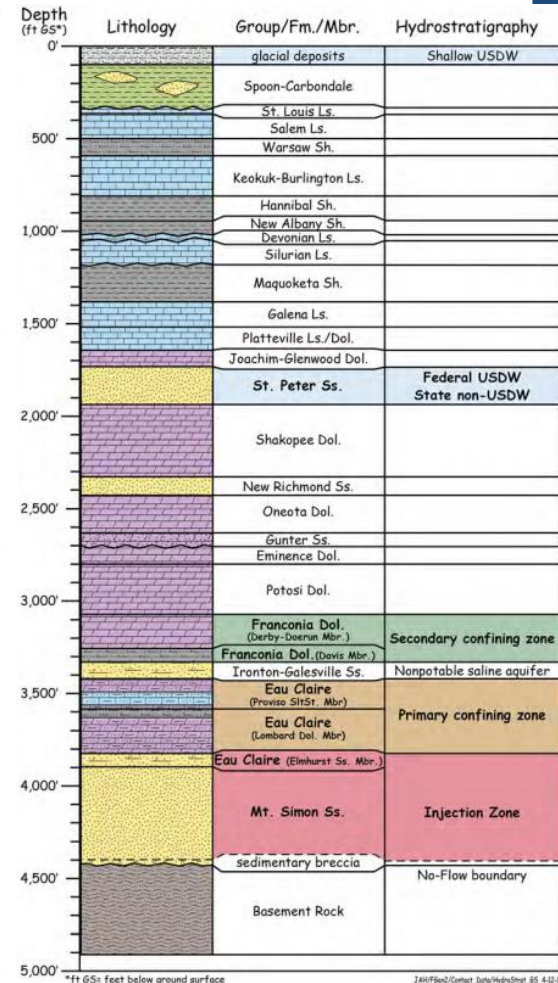 Depth
(ft GS*)
Lithology
Group/Fm./Mbr.
Hydrostratigraphy
0'
glacial deposits
Shallow USDW
Spoon-Carbondale
St. Louis Ls.
Salem Ls.
500'
Warsaw Sh.
Keokuk-Burlington Ls.
Hannibal Sh.
New Albany Sh.
1,000'
Devonian Ls.
Silurian Ls.
Maquoketa Sh.
Galena Ls.
1,500'
Platteville Ls./Dol.
Joachim-Glenwood Dol.
St. Peter Ss.
Federal USDW
State non-USDW
2,000'
Shakopee Dol.
New Richmond Ss.
2,500'
Oneota Dol.
Gunter Ss.
Eminence Dol.
Potosi Dol.
3,000'
Franconia Dol.
(Derby-Doerun Mbr.)
Secondary confining zone
Franconia Dol.(Davis Mbr.)
Ironton-Galesville Ss.
Nonpotable saline aquifer
3,500'
Eau Claire
(Proviso SltSt. Mbr)
Primary confining zone
Eau Claire
(Lombard Dol. Mbr)
Eau Claire (Elmhurst Ss. Mbr.)
4,000'
Mt. Simon Ss.
Injection Zone
sedimentary breccia
4,500'
No-Flow boundary
Basement Rock
5,000'
*ft GS= feet below ground surface